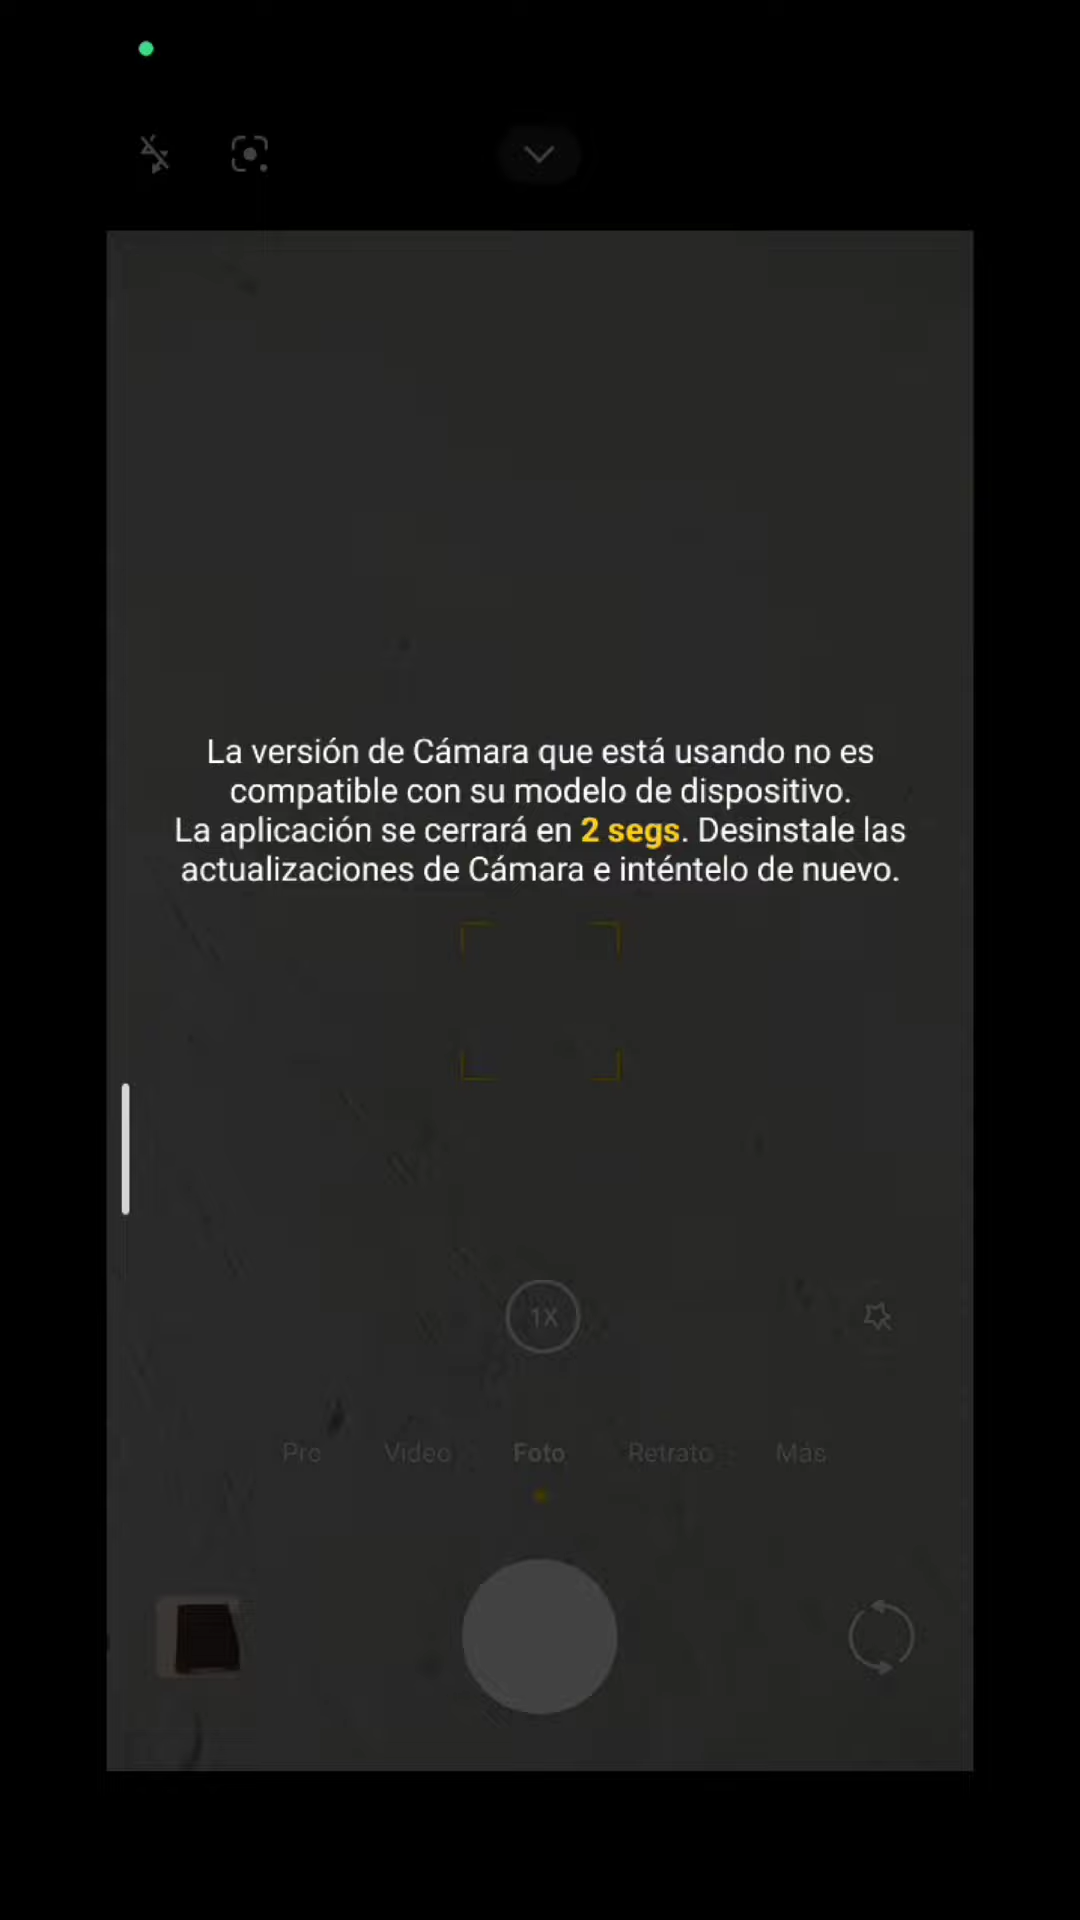 La versión de Cámara que está usando no es
compatible con su modelo de dispositivo.
La aplicación se cerrará en 2 segs. Desinstale las
actualizaciones de Cámara e inténtelo de nuevo.
1X
Pro Video Foto Retrato Más